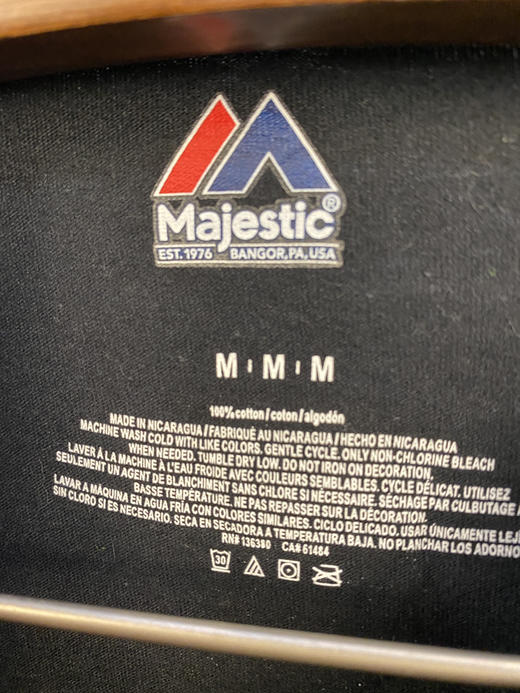 Majestic®
EST. 1976 BANGOR, PA, USA
M ı M ı M
100% cotton / coton / algodón
MADE IN NICARAGUA / FABRIQUÉ AU NICARAGUA / HECHO EN NICARAGUA
MACHINE WASH COLD WITH LIKE COLORS. GENTLE CYCLE. ONLY NON-CHLORINE BLEACH
WHEN NEEDED. TUMBLE DRY LOW. DO NOT IRON ON DECORATION.
LAVER À LA MACHINE À L'EAU FROIDE AVEC COULEURS SEMBLABLES. CYCLE DÉLICAT. UTILISEZ
SEULEMENT UN AGENT DE BLANCHIMENT SANS CHLORE SI NÉCESSAIRE. SÉCHAGE PAR CULBUTAGE
BASSE TEMPÉRATURE. NE PAS REPASSER SUR LA DÉCORATION.
LAVAR A MÁQUINA EN AGUA FRÍA CON COLORES SIMILARES. CICLO DELICADO. USAR ÚNICAMENTE LEJ
SIN CLORO SI ES NECESARIO. SECA EN SECADORA A TEMPERATURA BAJA. NO PLANCHAR LOS ADORNO
RN# 136380 CA# 61484
30